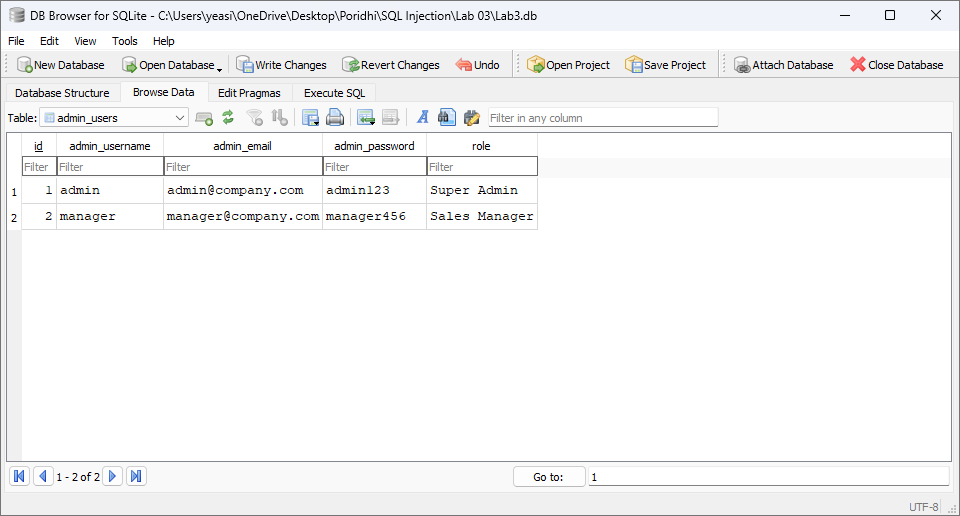 DB Browser for SQLite - C:\Users\yeasi\OneDrive\Desktop\Poridhi\SQL Injection\Lab 03\Lab3.db
File Edit View Tools Help
New Database Open Database Write Changes Revert Changes Undo Open Project Save Project Attach Database Close Database
Database Structure Browse Data Edit Pragmas Execute SQL
Table: admin_users Filter in any column
id admin_username admin_email admin_password role
Filter Filter Filter Filter Filter
1 1 admin admin@company.com admin123 Super Admin
2 2 manager manager@company.com manager456 Sales Manager
1 - 2 of 2 Go to: 1
UTF-8